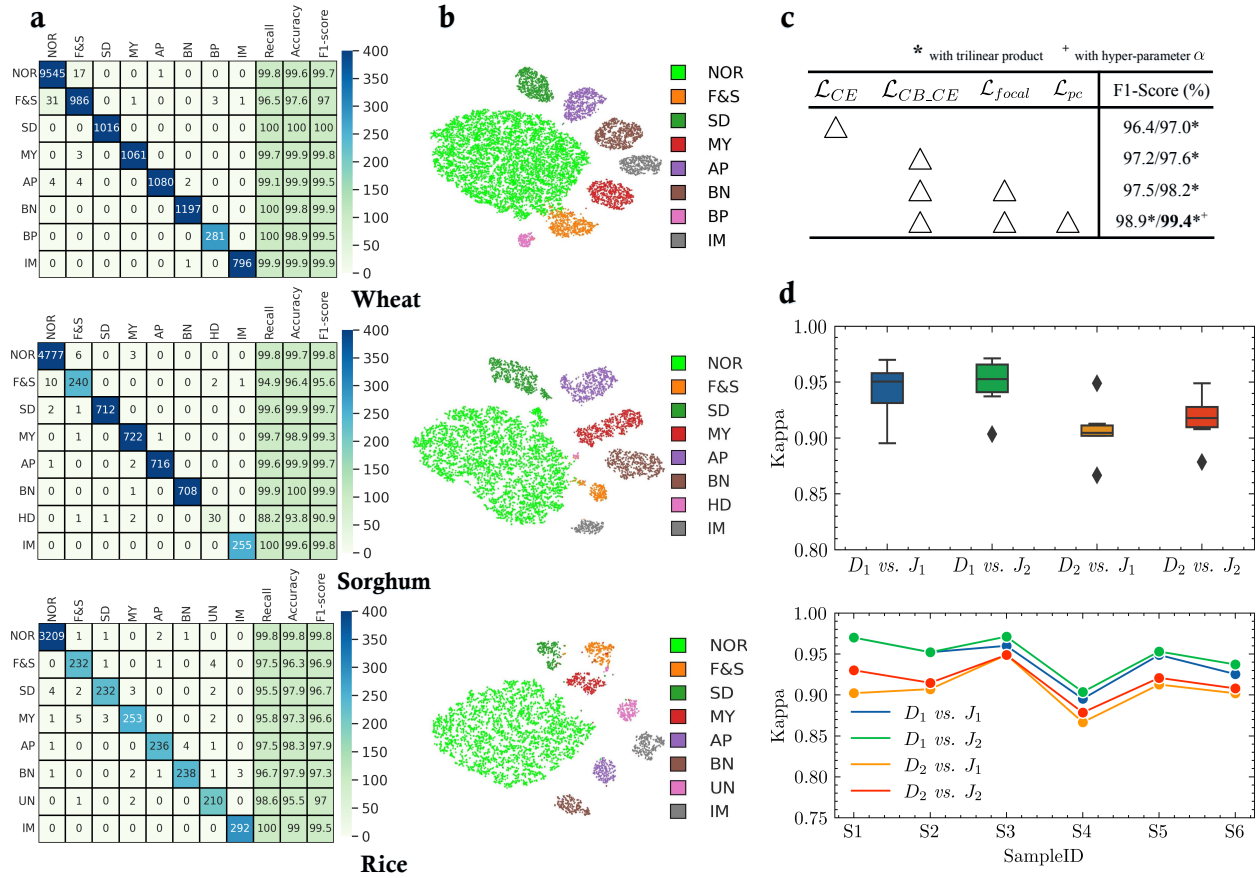 a
NOR F&S SD MY AP BN BP IM Recall Accuracy F1-score
NOR 9545 17 0 0 1 0 0 0 99.8 99.6 99.7
F&S 31 986 0 1 0 0 3 1 96.5 97.6 97
SD 0 0 1016 0 0 0 0 0 100 100 100
MY 0 3 0 1061 0 0 0 0 99.7 99.9 99.8
AP 4 4 0 0 1080 2 0 0 99.1 99.9 99.5
BN 0 0 0 0 0 1197 0 0 100 99.8 99.9
BP 0 0 0 0 0 0 281 0 100 98.9 99.5
IM 0 0 0 0 0 1 0 796 99.9 99.9 99.9
400
350
300
250
200
150
100
50
0
Wheat
NOR F&S SD MY AP BN HD IM Recall Accuracy F1-score
NOR 4777 6 0 3 0 0 0 0 99.8 99.7 99.8
F&S 10 240 0 0 0 0 2 1 94.9 96.4 95.6
SD 2 1 712 0 0 0 0 0 99.6 99.9 99.7
MY 1 0 0 722 1 0 0 0 99.7 98.9 99.3
AP 1 0 0 2 716 0 0 0 99.6 99.9 99.7
BN 0 0 0 1 0 708 0 0 99.9 100 99.9
HD 0 1 1 2 0 0 30 0 88.2 93.8 90.9
IM 0 0 0 0 0 0 0 255 100 99.6 99.8
400
350
300
250
200
150
100
50
0
Sorghum
NOR F&S SD MY AP BN UN IM Recall Accuracy F1-score
NOR 3209 1 1 0 2 1 0 0 99.8 99.8 99.8
F&S 0 232 1 0 1 0 4 0 97.5 96.3 96.9
SD 4 2 232 3 0 0 2 0 95.5 97.9 96.7
MY 1 5 3 253 0 0 2 0 95.8 97.3 96.6
AP 1 0 0 0 236 4 1 0 97.5 98.3 97.9
BN 1 0 0 2 1 238 1 3 96.7 97.9 97.3
UN 0 1 0 2 0 0 210 0 98.6 95.5 97
IM 0 0 0 0 0 0 0 292 100 99 99.5
400
350
300
250
200
150
100
50
0
Rice
b
NOR
F&S
SD
MY
AP
BN
BP
IM
NOR
F&S
SD
MY
AP
BN
HD
IM
NOR
F&S
SD
MY
AP
BN
UN
IM
c
* with trilinear product + with hyper-parameter α
ℒ_CE ℒ_CB_CE ℒ_focal ℒ_pc F1-Score (%)
96.4/97.0*
97.2/97.6*
97.5/98.2*
98.9*/99.4*+
d
1.00
0.95
0.90
0.85
0.80
Kappa
D1 vs. J1 D1 vs. J2 D2 vs. J1 D2 vs. J2
1.00
0.95
0.90
0.85
0.80
0.75
Kappa
D1 vs. J1
D1 vs. J2
D2 vs. J1
D2 vs. J2
S1 S2 S3 S4 S5 S6
SampleID